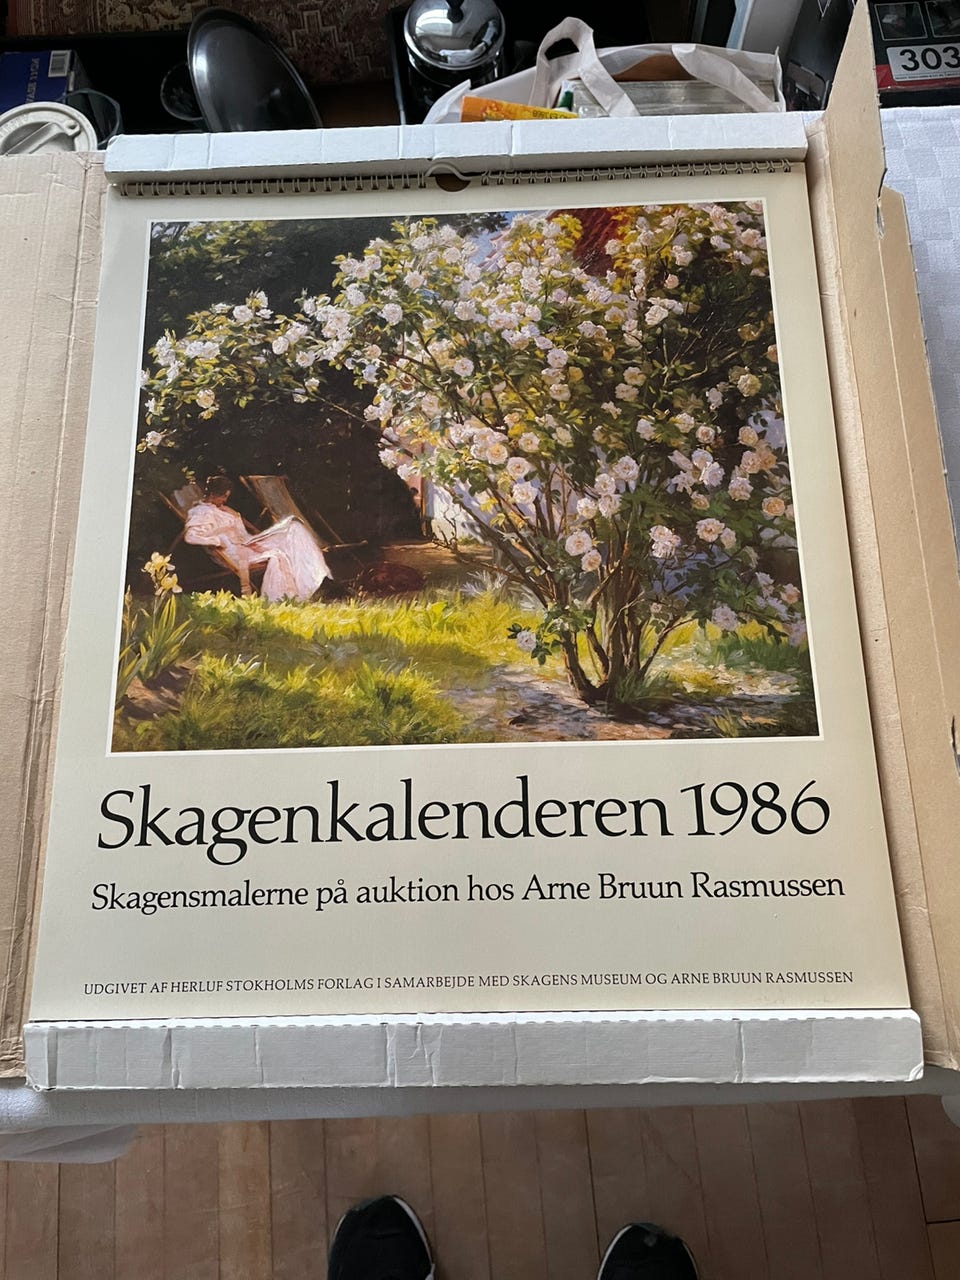 303
Skagenkalenderen 1986
Skagensmalerne på auktion hos Arne Bruun Rasmussen
UDGIVET AF HERLUF STOKHOLMS FORLAG I SAMARBEJDE MED SKAGENS MUSEUM OG ARNE BRUUN RASMUSSEN